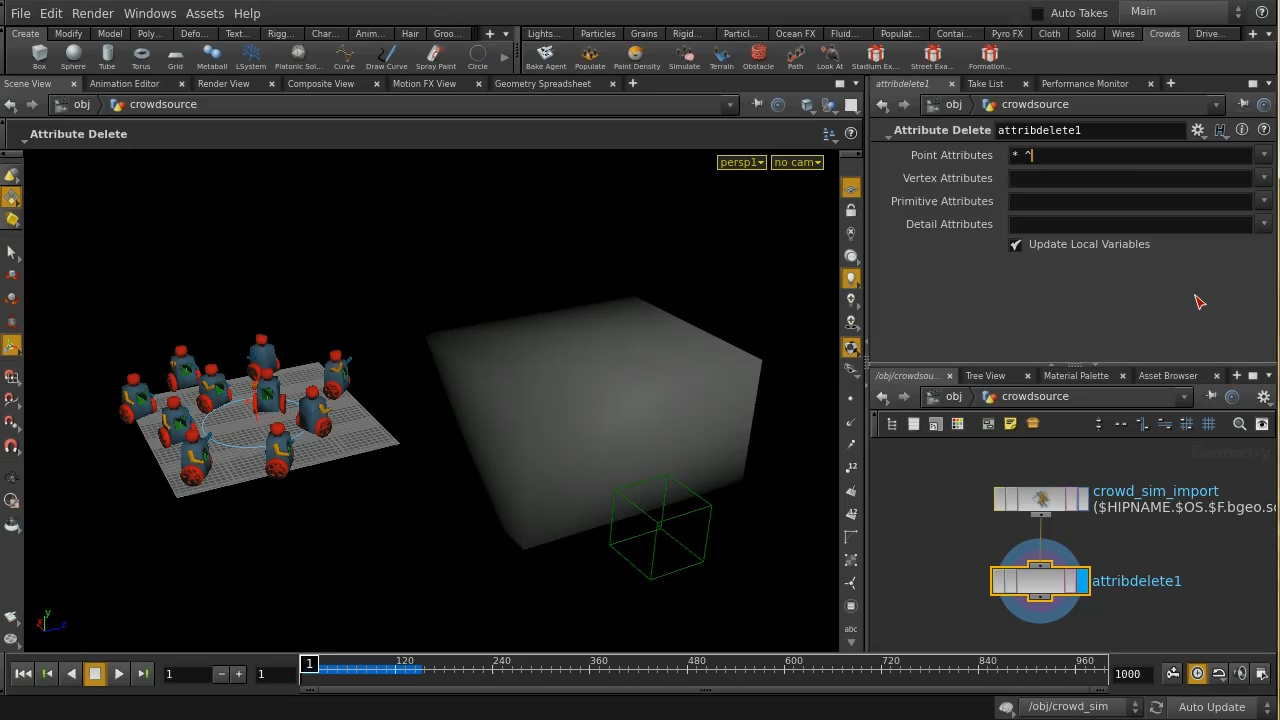 File Edit Render Windows Assets Help
Auto Takes Main
Create Modify Model Poly... Defo... Text... Rigg... Char... Anim... Hair Groo... Lights... Particles Grains Rigid... Particl... Ocean FX Fluid... Populat... Contai... Pyro FX Cloth Solid Wires Crowds Drive...
Box Sphere Tube Torus Grid Metaball LSystem Platonic Sol... Curve Draw Curve Spray Paint Circle Bake Agent Populate Paint Density Simulate Terrain Obstacle Path Look At Stadium Ex... Street Exa... Formation...
Scene View Animation Editor Render View Composite View Motion FX View Geometry Spreadsheet
attribdelete1 Take List Performance Monitor
obj crowdsource
obj crowdsource
Attribute Delete
Attribute Delete attribdelete1
Point Attributes * ^
Vertex Attributes
Primitive Attributes
Detail Attributes
Update Local Variables
persp1 no cam
/obj/crowdsou... Tree View Material Palette Asset Browser
obj crowdsource
Geometry
crowd_sim_import
($HIPNAME.$OS.$F.bgeo.sc
attribdelete1
12
12
abc
y
x
z
1 1 1 120 240 360 480 600 720 840 960 1000
/obj/crowd_sim Auto Update